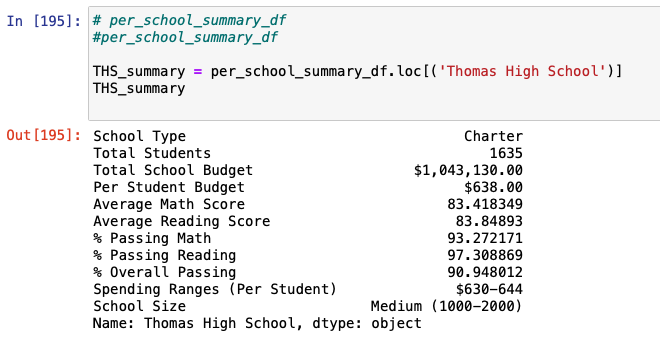 In [195]: # per_school_summary_df
#per_school_summary_df
THS_summary = per_school_summary_df.loc[('Thomas High School')]
THS_summary
Out[195]: School Type Charter
Total Students 1635
Total School Budget $1,043,130.00
Per Student Budget $638.00
Average Math Score 83.418349
Average Reading Score 83.84893
% Passing Math 93.272171
% Passing Reading 97.308869
% Overall Passing 90.948012
Spending Ranges (Per Student) $630-644
School Size Medium (1000-2000)
Name: Thomas High School, dtype: object